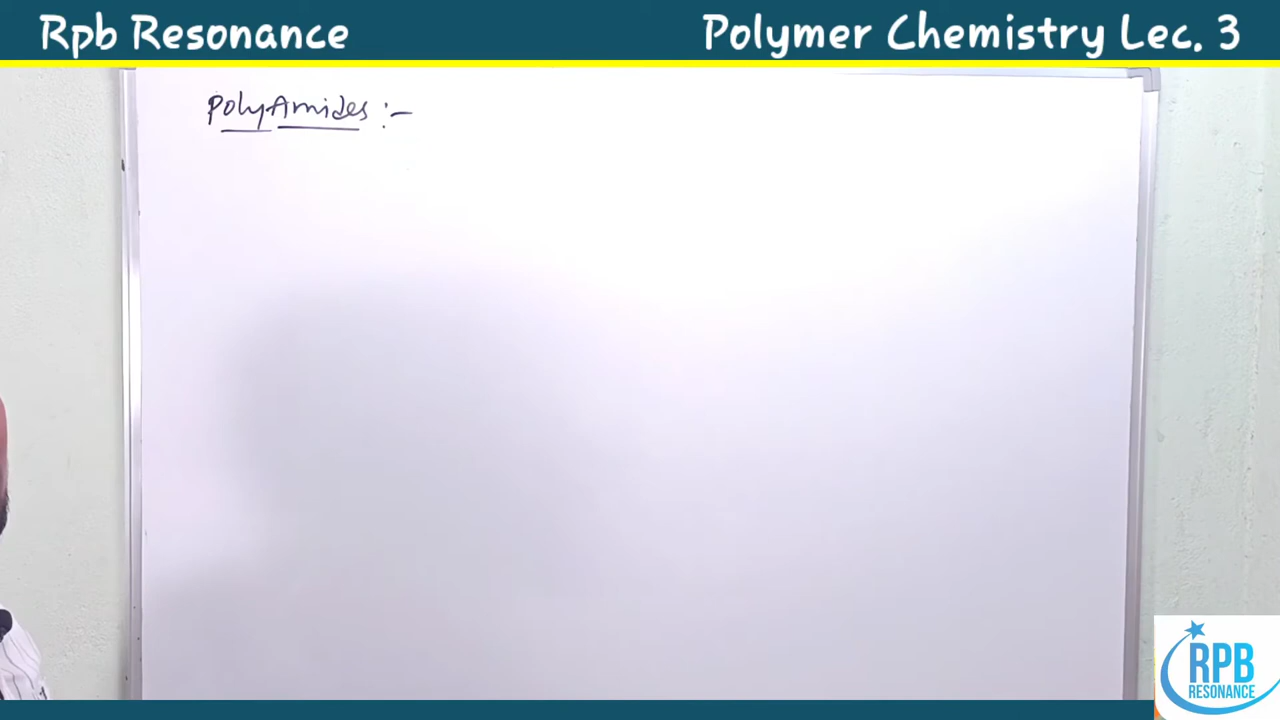 Rpb Resonance
Polymer Chemistry Lec. 3
PolyAmides :-
RPB
RESONANCE